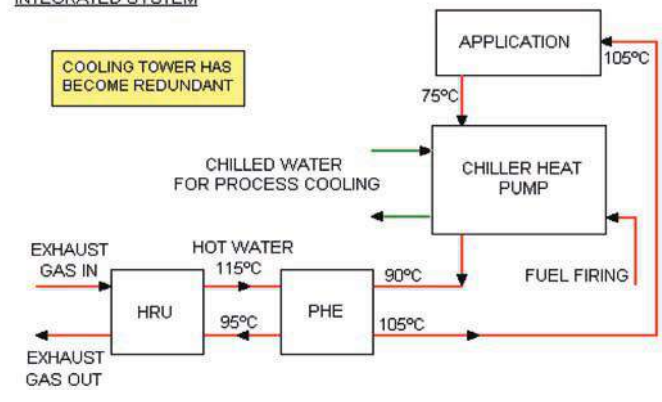 INTEGRATED SYSTEM
APPLICATION
105ºC
COOLING TOWER HAS
BECOME REDUNDANT
75ºC
CHILLED WATER
FOR PROCESS COOLING
CHILLER HEAT
PUMP
EXHAUST
GAS IN
HOT WATER
115ºC
90ºC
FUEL FIRING
HRU
PHE
95ºC
105ºC
EXHAUST
GAS OUT